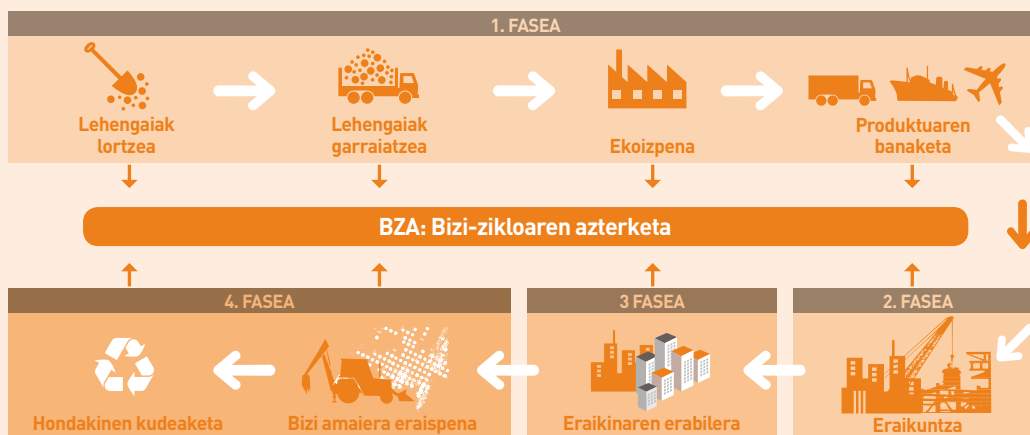 1. FASEA
Lehengaiak
lortzea
Lehengaiak
garraiatzea
Ekoizpena
Produktuaren
banaketa
BZA: Bizi-zikloaren azterketa
4. FASEA
3 FASEA
2. FASEA
Hondakinen kudeaketa
Bizi amaiera eraispena
Eraikinaren erabilera
Eraikuntza